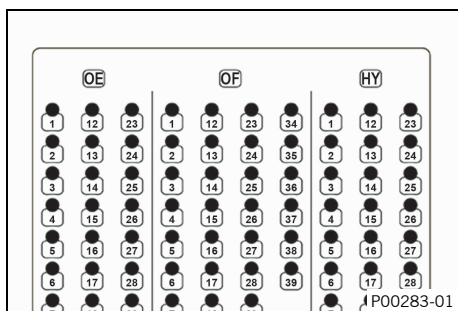 OE OF HY
1 12 23 1 12 23 34 1 12 23
2 13 24 2 13 24 35 2 13 24
3 14 25 3 14 25 36 3 14 25
4 15 26 4 15 26 37 4 15 26
5 16 27 5 16 27 38 5 16 27
6 17 28 6 17 28 39 6 17 28
P00283-01